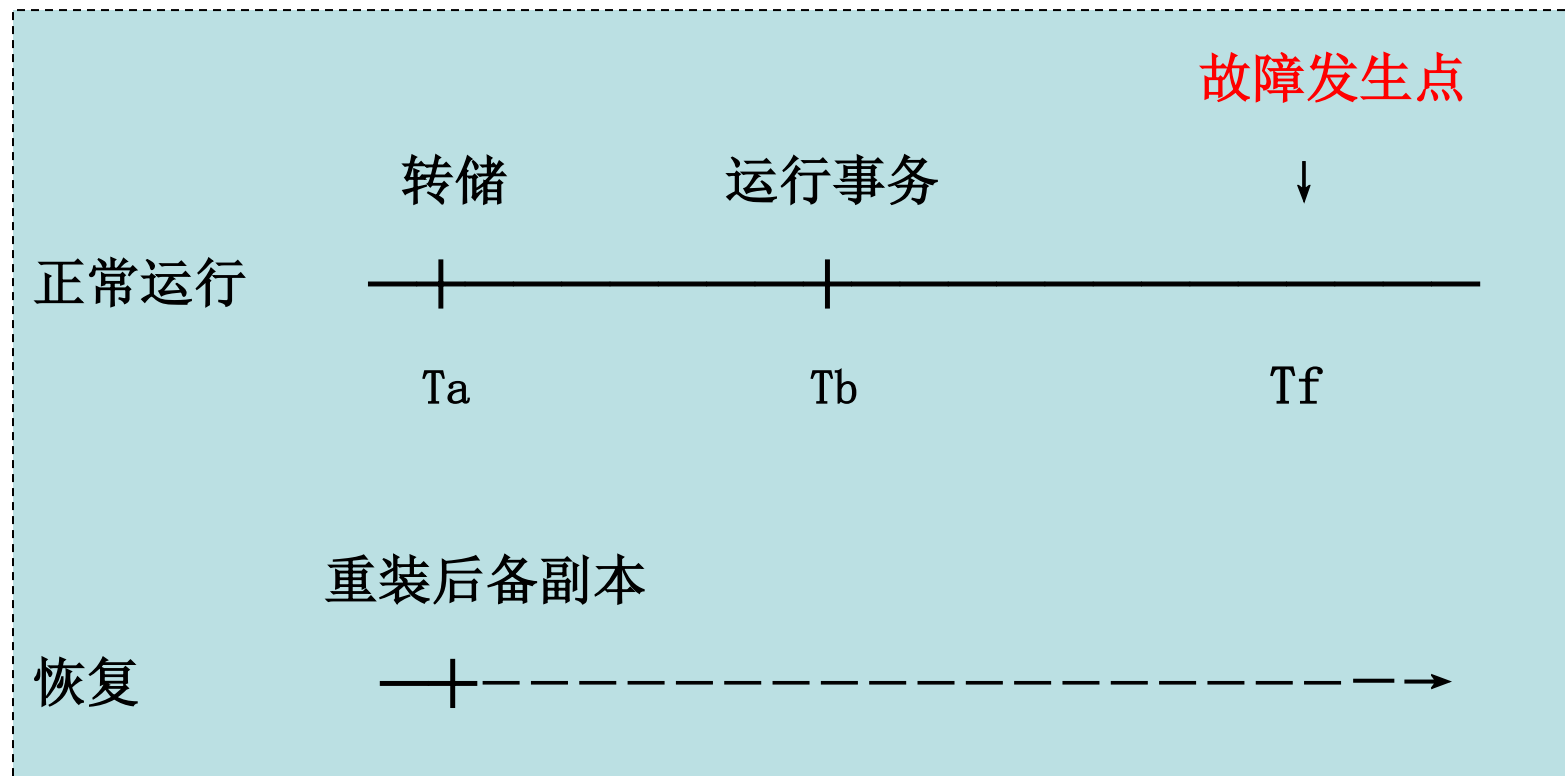 故障发生点
转储 运行事务 ↓
正常运行
Ta Tb Tf
重装后备副本
恢复